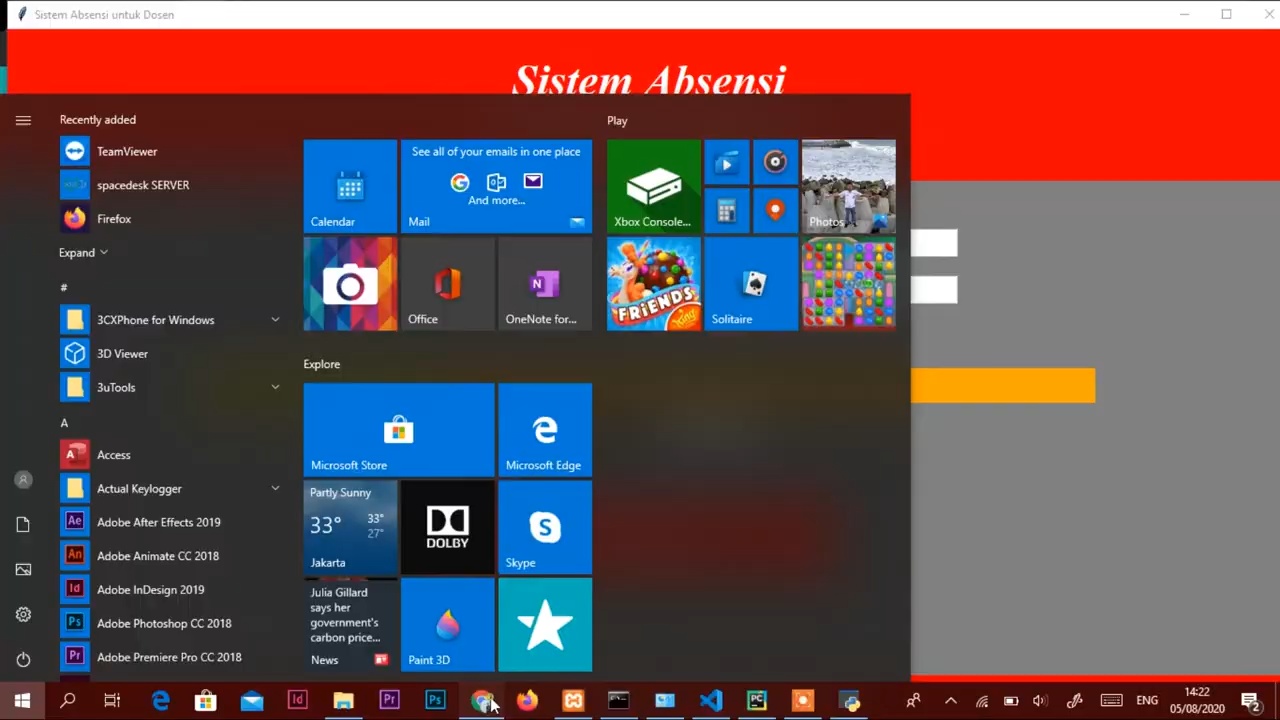 Sistem Absensi untuk Dosen
Sistem Absensi
Recently added
TeamViewer
spacedesk SERVER
Firefox
Expand
#
3CXPhone for Windows
3D Viewer
3uTools
A
Access
Actual Keylogger
Adobe After Effects 2019
Adobe Animate CC 2018
Adobe InDesign 2019
Adobe Photoshop CC 2018
Adobe Premiere Pro CC 2018
Calendar
See all of your emails in one place
And more...
Mail
Office
OneNote for...
Explore
Microsoft Store
Microsoft Edge
Partly Sunny
33° 33°
27°
Jakarta
DOLBY
Skype
Julia Gillard
says her
government's
carbon price...
News
Paint 3D
Play
Xbox Console...
Photos
FRIENDS
King
Solitaire
ENG
14:22
05/08/2020
2